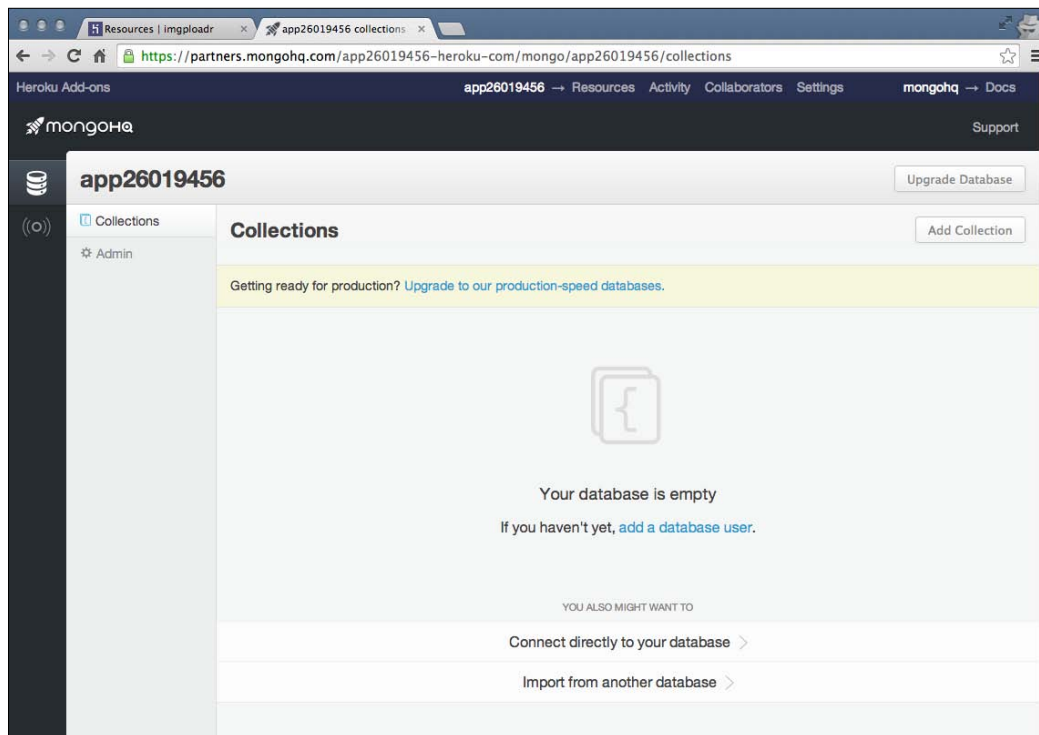 Resources | imgploadr
app26019456 collections
https://partners.mongohq.com/app26019456-heroku-com/mongo/app26019456/collections
Heroku Add-ons app26019456 → Resources Activity Collaborators Settings mongohq → Docs
mongoHQ Support
app26019456 Upgrade Database
Collections
Admin
Collections Add Collection
Getting ready for production? Upgrade to our production-speed databases.
Your database is empty
If you haven't yet, add a database user.
YOU ALSO MIGHT WANT TO
Connect directly to your database
Import from another database